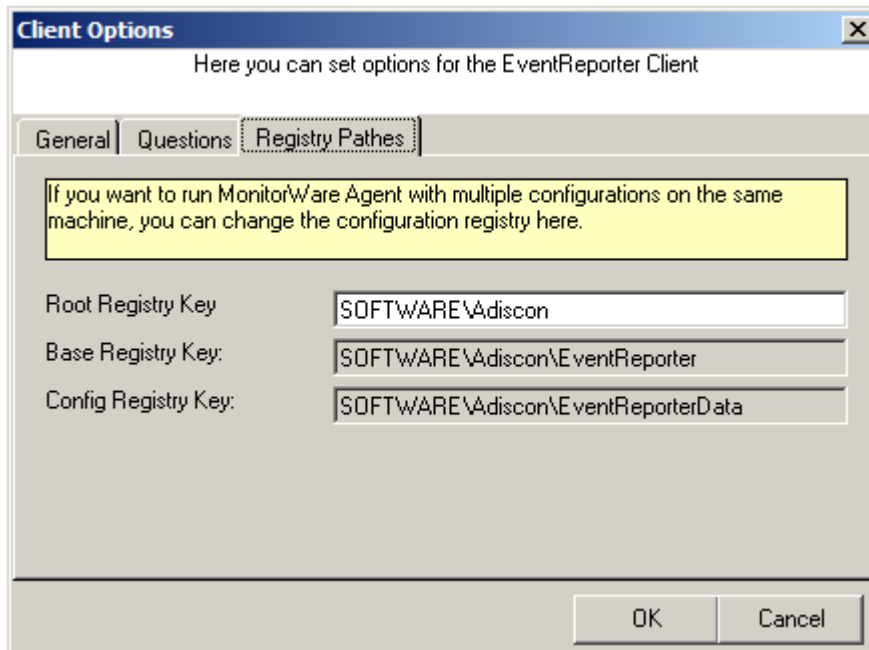 Client Options
Here you can set options for the EventReporter Client
General Questions Registry Pathes
If you want to run MonitorWare Agent with multiple configurations on the same
machine, you can change the configuration registry here.
Root Registry Key SOFTWARE\Adiscon
Base Registry Key: SOFTWARE\Adiscon\EventReporter
Config Registry Key: SOFTWARE\Adiscon\EventReporterData
OK Cancel